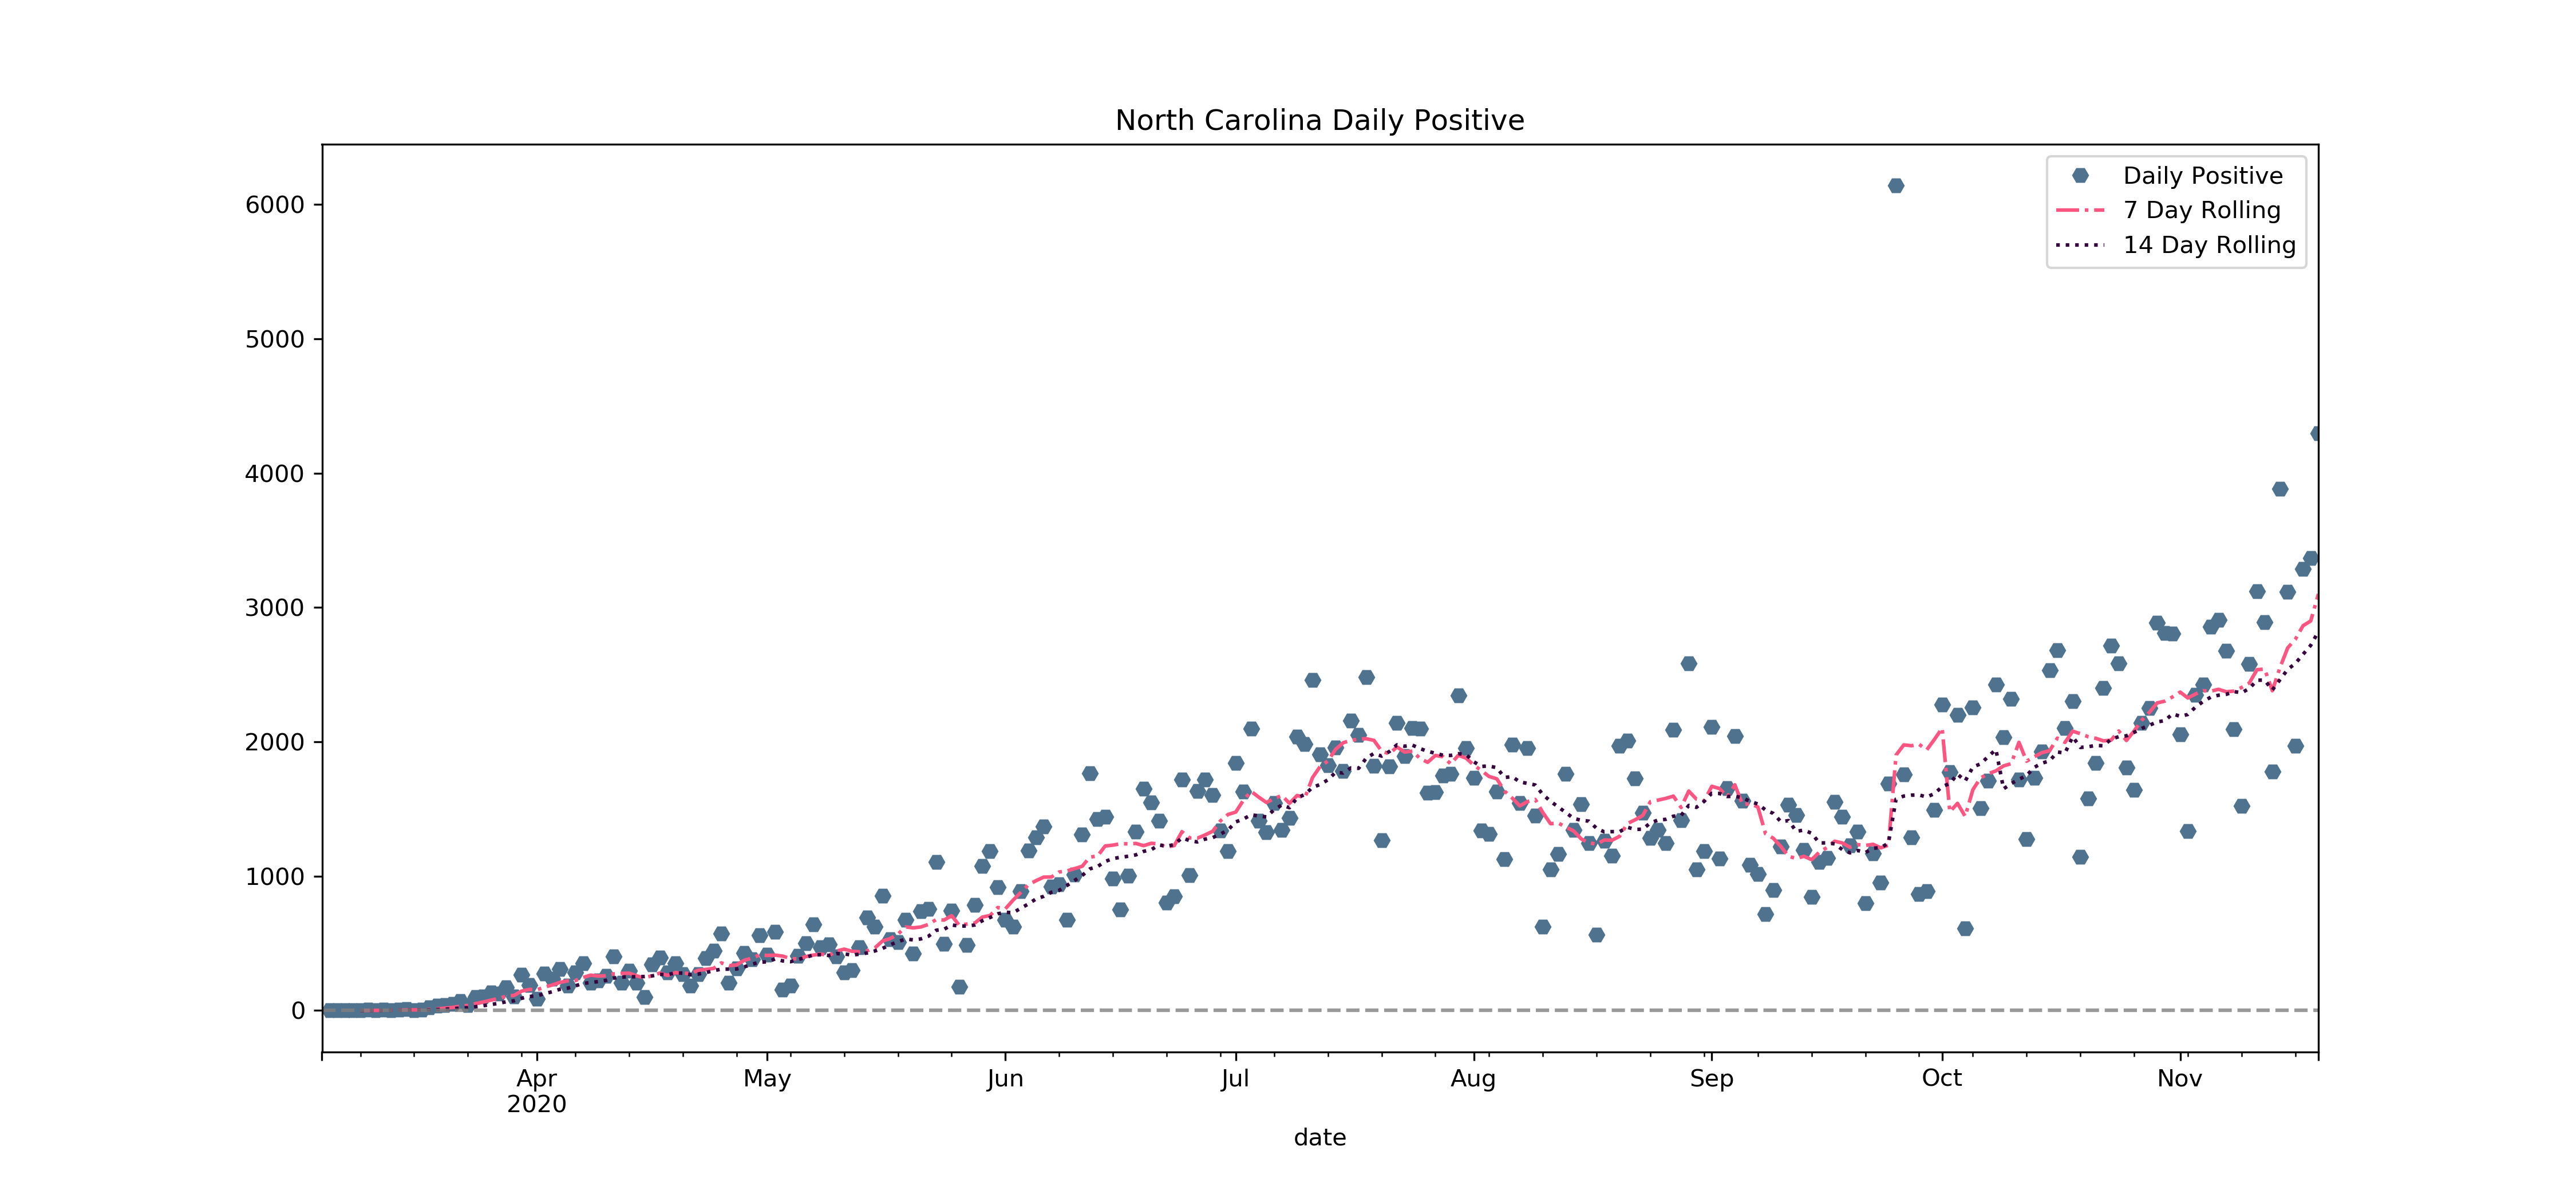 North Carolina Daily Positive
Daily Positive
7 Day Rolling
14 Day Rolling
6000
5000
4000
3000
2000
1000
0
Apr
2020
May
Jun
Jul
Aug
Sep
Oct
Nov
date